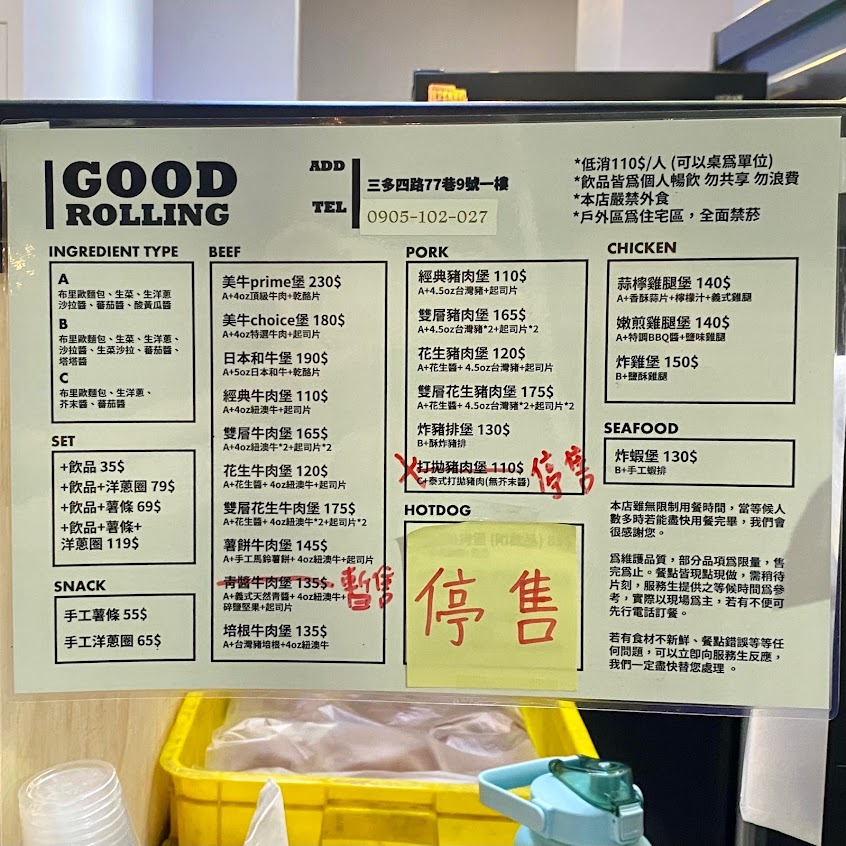 GOOD
ROLLING
ADD
三多四路77巷9號一樓
TEL
0905-102-027
*低消110$/人 (可以桌爲單位)
*飲品皆爲個人暢飲 勿共享 勿浪費
*本店嚴禁外食
*戶外區爲住宅區，全面禁菸
INGREDIENT TYPE
A
布里歐麵包、生菜、生洋蔥
沙拉醬、蕃茄醬、酸黃瓜醬
B
布里歐麵包、生菜、生洋蔥、
沙拉醬、生菜沙拉、蕃茄醬、
塔塔醬
C
布里歐麵包、生洋蔥、
芥末醬、蕃茄醬
SET
+飲品 35$
+飲品+洋蔥圈 79$
+飲品+薯條 69$
+飲品+薯條+
洋蔥圈 119$
SNACK
手工薯條 55$
手工洋蔥圈 65$
BEEF
美牛prime堡 230$
A+4oz頂級牛肉+乾酪片
美牛choice堡 180$
A+4oz特選牛肉+起司片
日本和牛堡 190$
A+5oz日本和牛+乾酪片
經典牛肉堡 110$
A+4oz紐澳牛+起司片
雙層牛肉堡 165$
A+4oz紐澳牛*2+起司片*2
花生牛肉堡 120$
A+花生醬+ 4oz紐澳牛+起司片
雙層花生牛肉堡 175$
A+花生醬+ 4oz紐澳牛*2+起司片*2
薯餅牛肉堡 145$
A+手工馬鈴薯餅+ 4oz紐澳牛+起司片
青醬牛肉堡 135$
暫售
A+義式天然青醬+ 4oz紐澳牛+
碎鹽堅果+起司片
培根牛肉堡 135$
A+台灣豬培根+4oz紐澳牛
PORK
經典豬肉堡 110$
A+4.5oz台灣豬+起司片
雙層豬肉堡 165$
A+4.5oz台灣豬*2+起司片*2
花生豬肉堡 120$
A+花生醬+ 4.5oz台灣豬+起司片
雙層花生豬肉堡 175$
A+花生醬+ 4.5oz台灣豬*2+起司片*2
炸豬排堡 130$
B+酥炸豬排
打拋豬肉堡 110$
停售
C+泰式打拋豬肉(無芥末醬)
HOTDOG
停售
CHICKEN
蒜檸雞腿堡 140$
A+香酥蒜片+檸檬汁+義式雞腿
嫩煎雞腿堡 140$
A+特調BBQ醬+鹽味雞腿
炸雞堡 150$
B+鹽酥雞腿
SEAFOOD
炸蝦堡 130$
B+手工蝦排
本店雖無限制用餐時間，當等候人
數多時若能盡快用餐完畢，我們會
很感謝您。
爲維護品質，部分品項爲限量，售
完爲止。餐點皆現點現做，需稍待
片刻，服務生提供之等候時間爲參
考，實際以現場爲主，若有不便可
先行電話訂餐。
若有食材不新鮮、餐點錯誤等等任
何問題，可以立即向服務生反應，
我們一定盡快替您處理 。